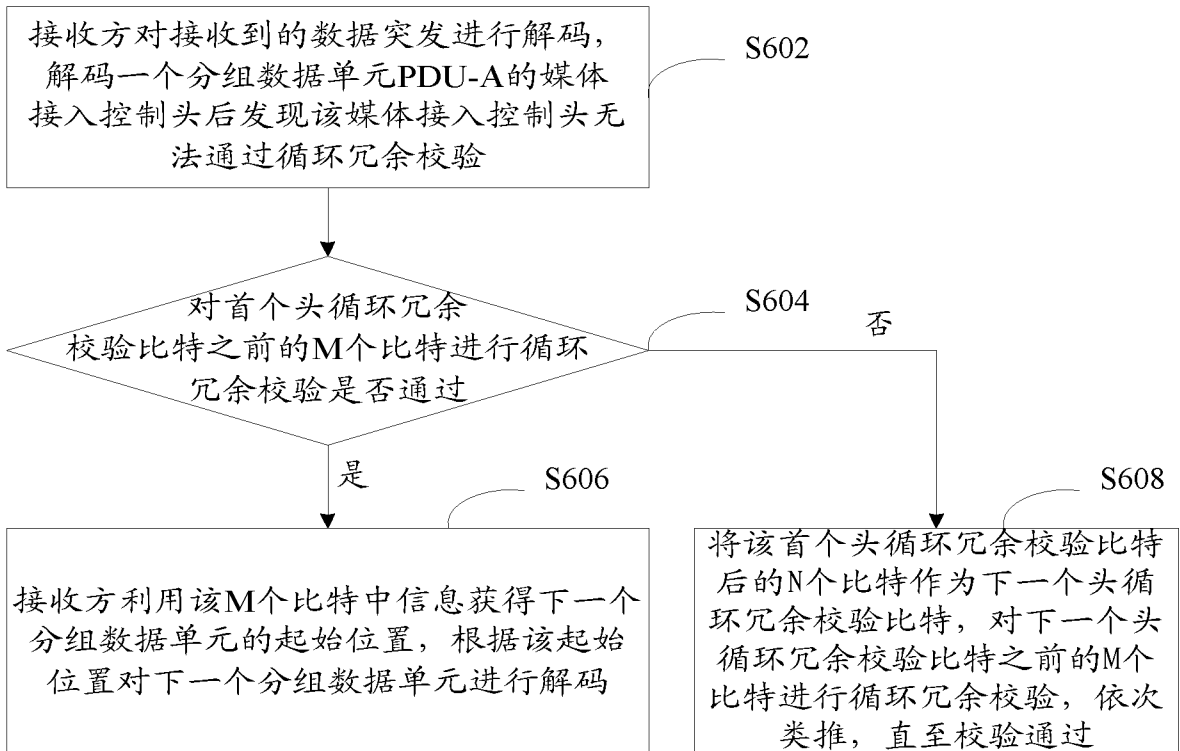 接收方对接收到的数据突发进行解码，
解码一个分组数据单元PDU-A的媒体
接入控制头后发现该媒体接入控制头无
法通过循环冗余校验
S602
对首个头循环冗余
校验比特之前的M个比特进行循环
冗余校验是否通过
S604
否
是
S606
接收方利用该M个比特中信息获得下一个
分组数据单元的起始位置，根据该起始
位置对下一个分组数据单元进行解码
S608
将该首个头循环冗余校验比特
后的N个比特作为下一个头循
环冗余校验比特，对下一个头
循环冗余校验比特之前的M个
比特进行循环冗余校验，依次
类推，直至校验通过